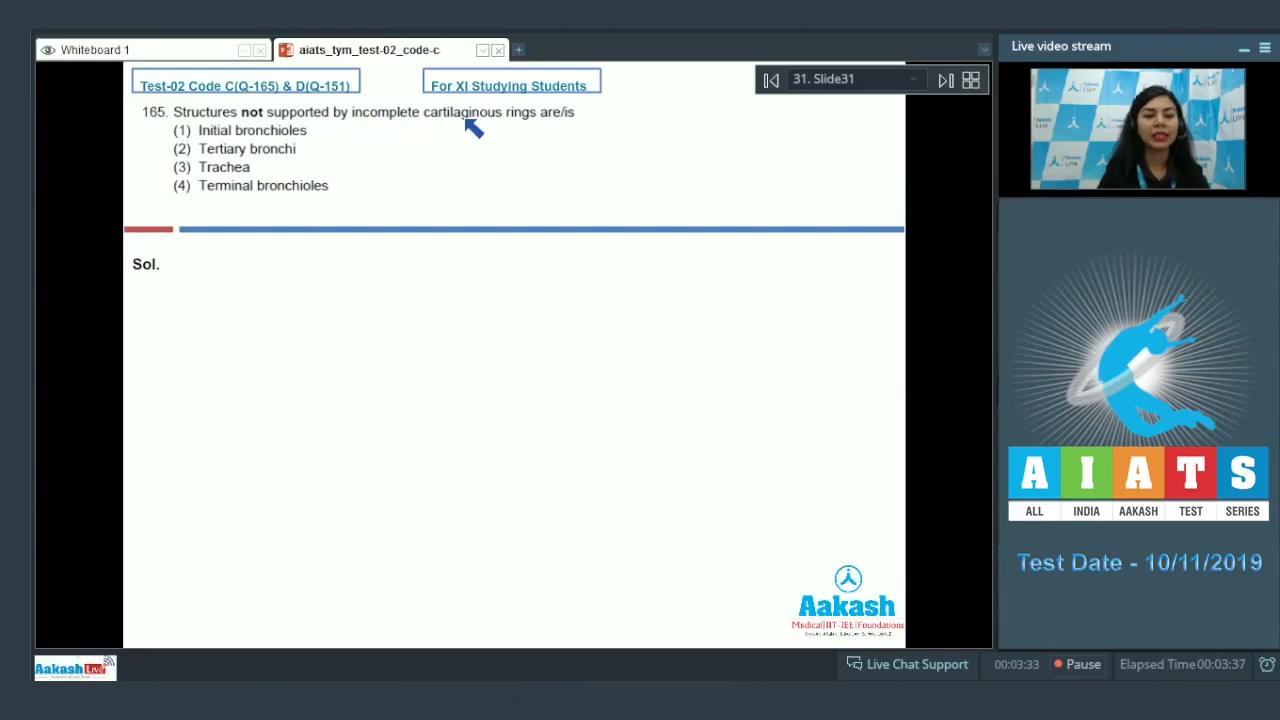 Whiteboard 1
aiats_tym_test-02_code-c
Live video stream
Test-02 Code C(Q-165) & D(Q-151)
For XI Studying Students
31. Slide31
165. Structures not supported by incomplete cartilaginous rings are/is
(1) Initial bronchioles
(2) Tertiary bronchi
(3) Trachea
(4) Terminal bronchioles
Sol.
A I A T S
ALL INDIA AAKASH TEST SERIES
Test Date - 10/11/2019
Aakash
Medical|IIT-JEE|Foundations
Aakash Live
Live Chat Support
00:03:33
Pause
Elapsed Time 00:03:37